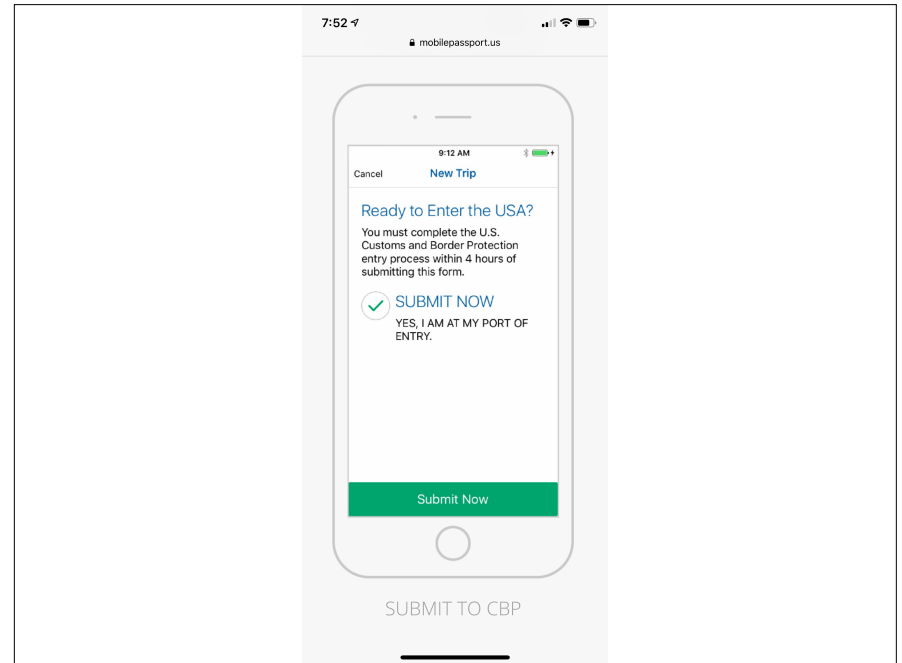 7:52
mobilepassport.us
9:12 AM
Cancel New Trip
Ready to Enter the USA?
You must complete the U.S.
Customs and Border Protection
entry process within 4 hours of
submitting this form.
SUBMIT NOW
YES, I AM AT MY PORT OF
ENTRY.
Submit Now
SUBMIT TO CBP